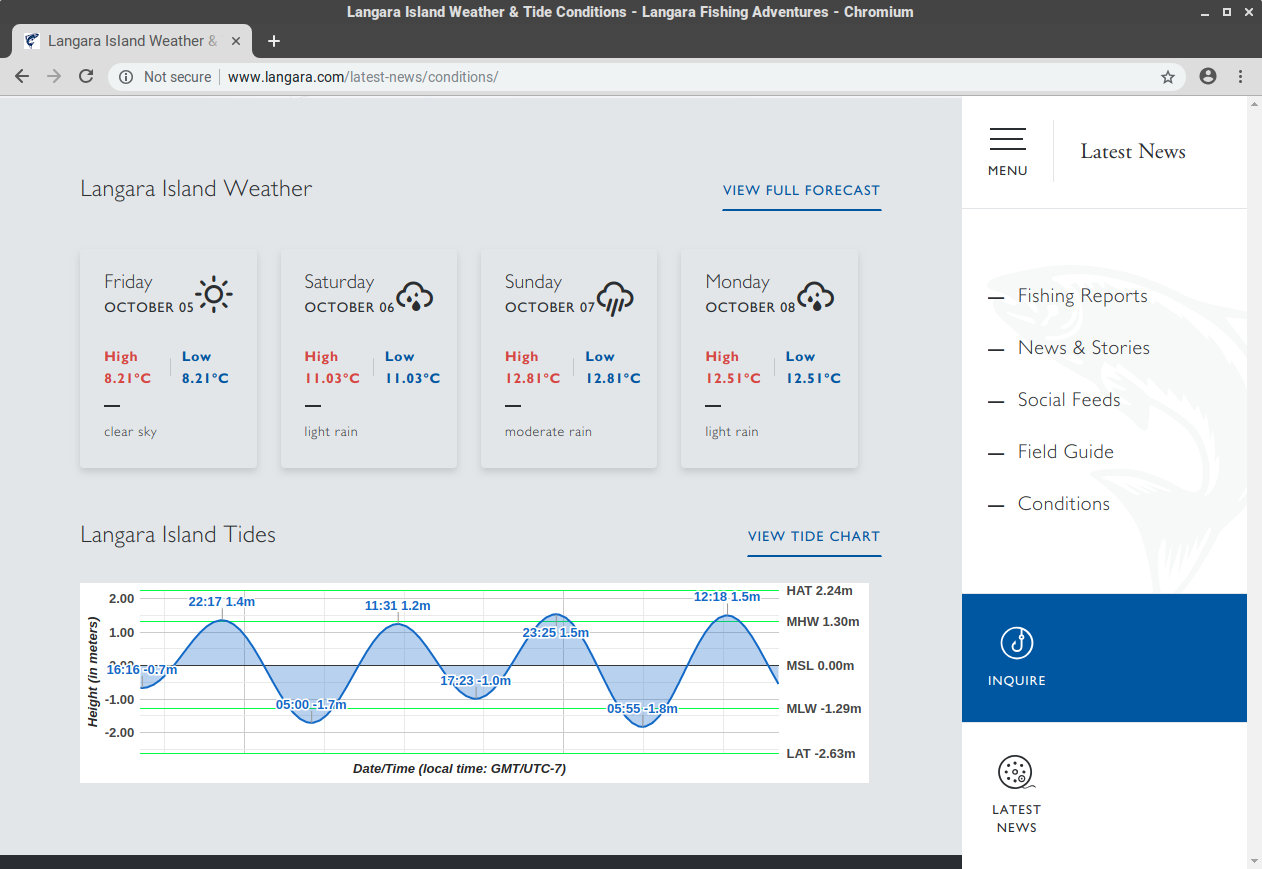 Langara Island Weather & Tide Conditions - Langara Fishing Adventures - Chromium
Langara Island Weather &
Not secure | www.langara.com/latest-news/conditions/
MENU
Latest News
Langara Island Weather
VIEW FULL FORECAST
Friday
OCTOBER 05
High
8.21°C
Low
8.21°C
clear sky
Saturday
OCTOBER 06
High
11.03°C
Low
11.03°C
light rain
Sunday
OCTOBER 07
High
12.81°C
Low
12.81°C
moderate rain
Monday
OCTOBER 08
High
12.51°C
Low
12.51°C
light rain
Fishing Reports
News & Stories
Social Feeds
Field Guide
Conditions
Langara Island Tides
VIEW TIDE CHART
Height (in meters)
2.00
1.00
-1.00
-2.00
16:16 -0.7m
22:17 1.4m
05:00 -1.7m
11:31 1.2m
17:23 -1.0m
23:25 1.5m
05:55 -1.8m
12:18 1.5m
HAT 2.24m
MHW 1.30m
MSL 0.00m
MLW -1.29m
LAT -2.63m
Date/Time (local time: GMT/UTC-7)
INQUIRE
LATEST
NEWS